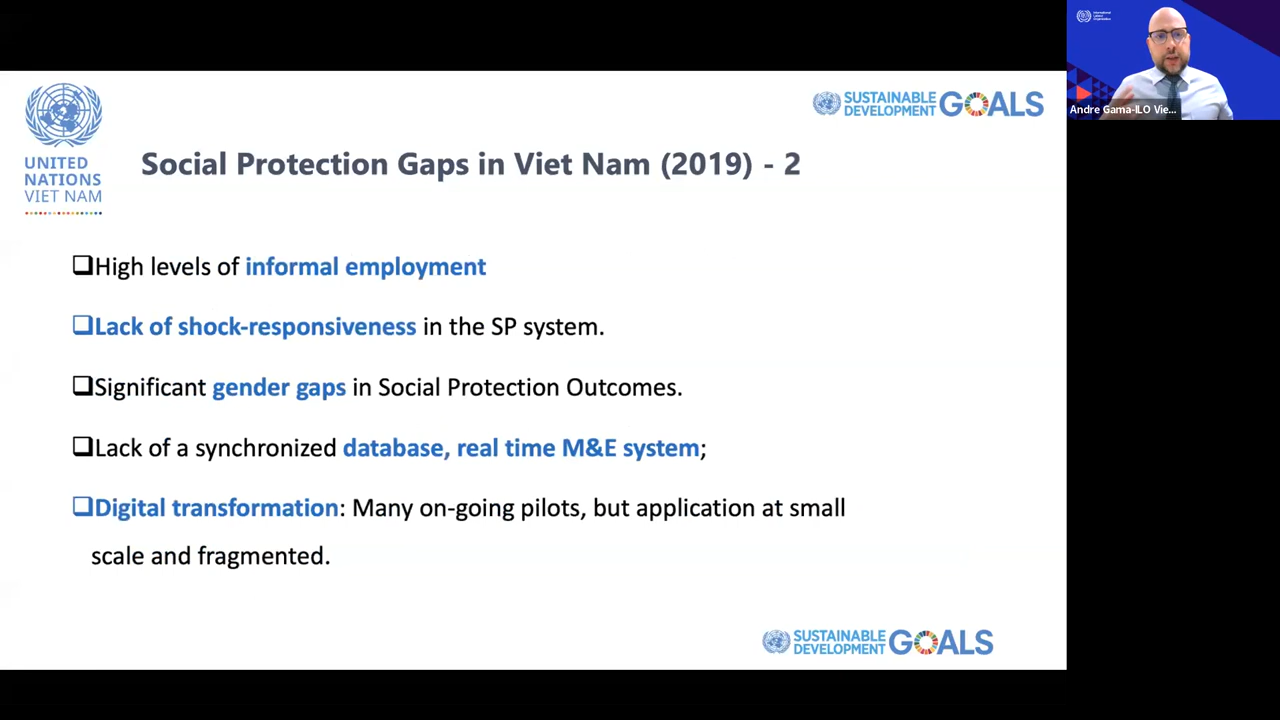 International
Labour
Organization
Andre Gama-ILO Vie...
SUSTAINABLE
DEVELOPMENT
GOALS
UNITED
NATIONS
VIET NAM
Social Protection Gaps in Viet Nam (2019) - 2
❑High levels of informal employment
❑Lack of shock-responsiveness in the SP system.
❑Significant gender gaps in Social Protection Outcomes.
❑Lack of a synchronized database, real time M&E system;
❑Digital transformation: Many on-going pilots, but application at small
scale and fragmented.
SUSTAINABLE
DEVELOPMENT
GOALS